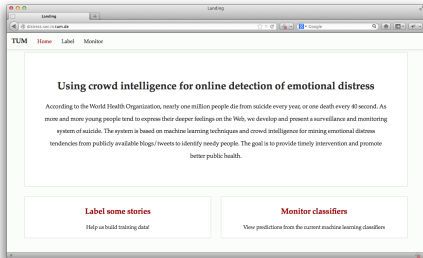 Landing
Landing
distress.sec.in.tum.de
Google
TUM Home Label Monitor
Using crowd intelligence for online detection of emotional distress
According to the World Health Organization, nearly one million people die from suicide every year, or one death every 40 second. As
more and more young people tend to express their deeper feelings on the Web, we develop and present a surveillance and monitoring
system of suicide. The system is based on machine learning techniques and crowd intelligence for mining emotional distress
tendencies from publicly available blogs/tweets to identify needy people. The goal is to provide timely intervention and promote
better public health.
Label some stories
Help us build training data!
Monitor classifiers
View predictions from the current machine learning classifiers